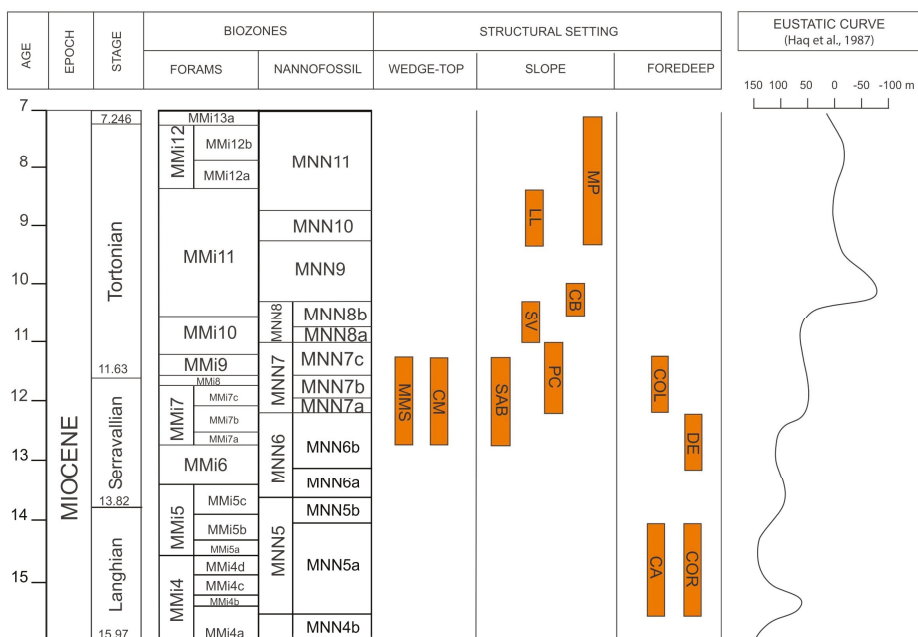 AGE
EPOCH
STAGE
BIOZONES
FORAMS
NANNOFOSSIL
STRUCTURAL SETTING
WEDGE-TOP
SLOPE
FOREDEEP
EUSTATIC CURVE
(Haq et al., 1987)
150 100 50 0 -50 -100 m
7
8
9
10
11
12
13
14
15
MIOCENE
7.246
Tortonian
11.63
Serravallian
13.82
Langhian
15.97
MMi13a
MMi12
MMi12b
MMi12a
MMi11
MMi10
MMi9
MMi8
MMi7
MMi7c
MMi7b
MMi7a
MMi6
MMi5
MMi5c
MMi5b
MMi5a
MMi4
MMi4d
MMi4c
MMi4b
MMi4a
MNN11
MNN10
MNN9
MNN8
MNN8b
MNN8a
MNN7
MNN7c
MNN7b
MNN7a
MNN6
MNN6b
MNN6a
MNN5
MNN5b
MNN5a
MNN4b
MMS
CM
SAB
SV
LL
PC
CB
MP
COL
DE
CA
COR